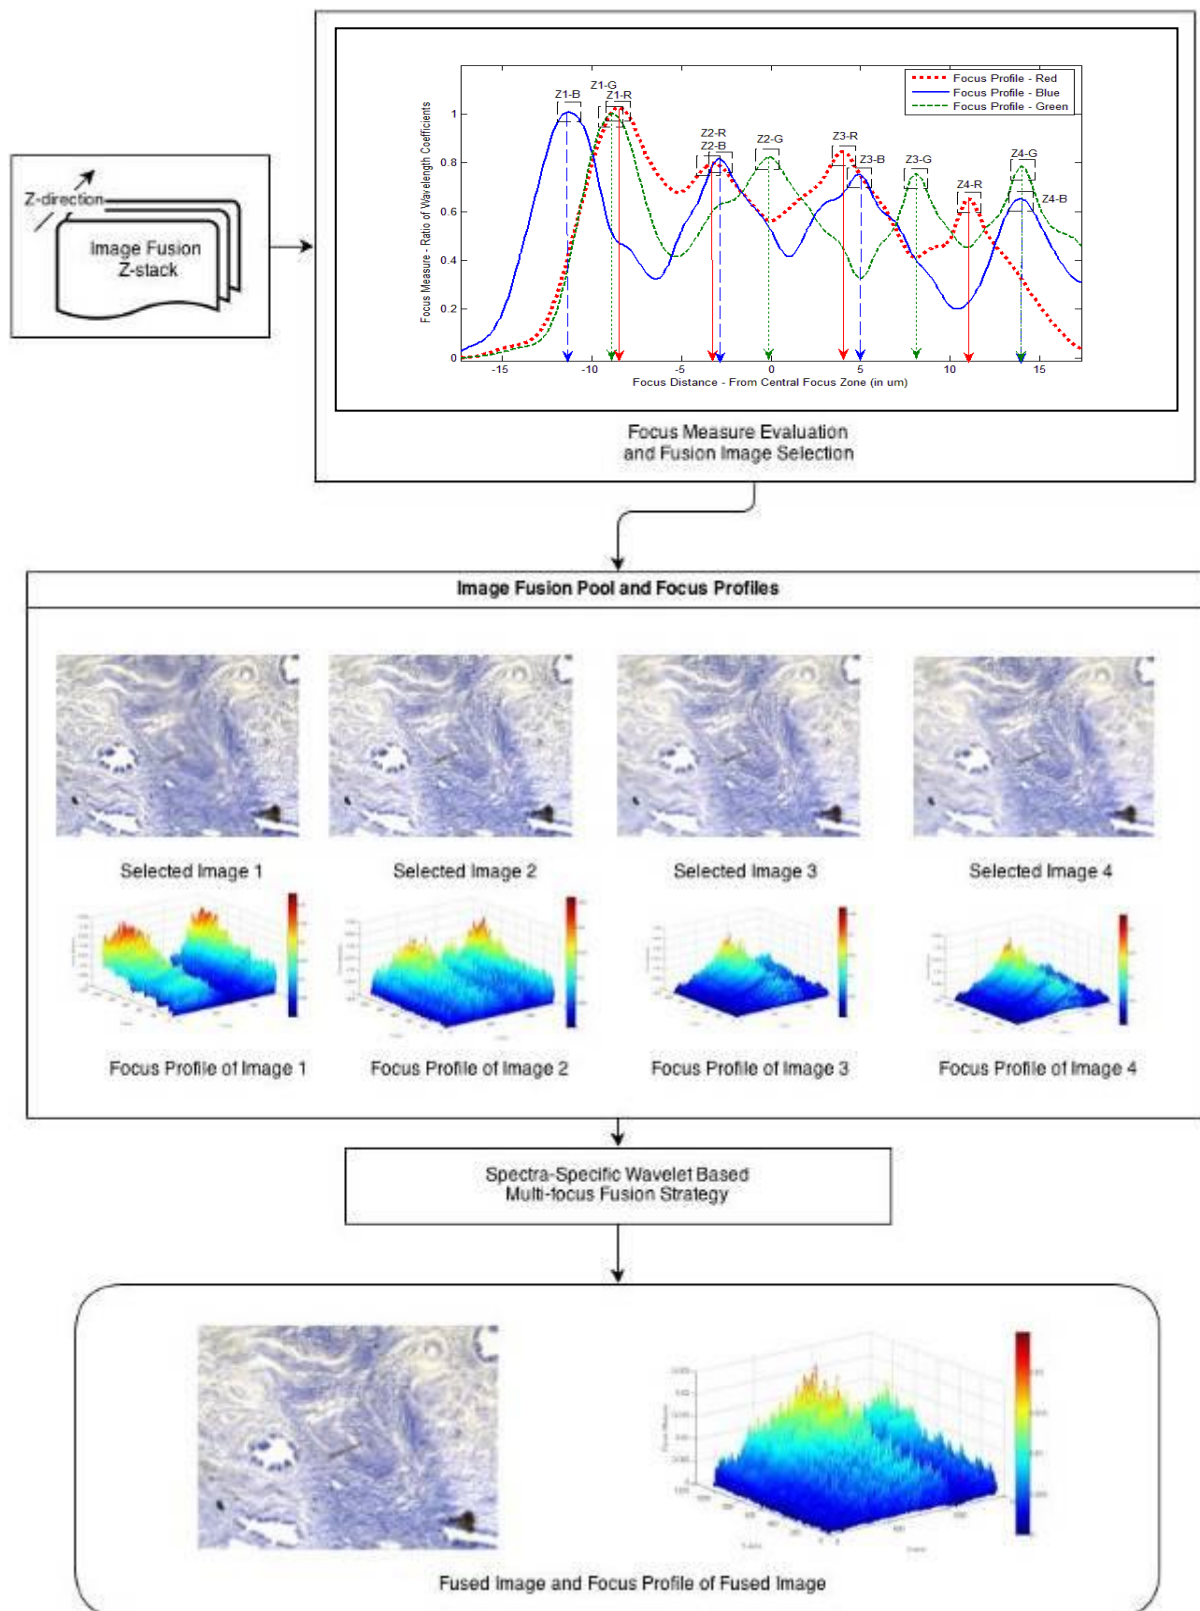 Z-direction
Image Fusion
Z-stack
Focus Measure - Ratio of Wavelength Coefficients
1
0.8
0.6
0.4
0.2
0
-15
-10
-5
0
5
10
15
Focus Distance - From Central Focus Zone (in um)
Focus Profile - Red
Focus Profile - Blue
Focus Profile - Green
Z1-B
Z1-G
Z1-R
Z2-R
Z2-B
Z2-G
Z3-R
Z3-B
Z3-G
Z4-R
Z4-G
Z4-B
Focus Measure Evaluation
and Fusion Image Selection
Image Fusion Pool and Focus Profiles
Selected Image 1
Selected Image 2
Selected Image 3
Selected Image 4
Focus Profile of Image 1
Focus Profile of Image 2
Focus Profile of Image 3
Focus Profile of Image 4
Spectra-Specific Wavelet Based
Multi-focus Fusion Strategy
Fused Image and Focus Profile of Fused Image